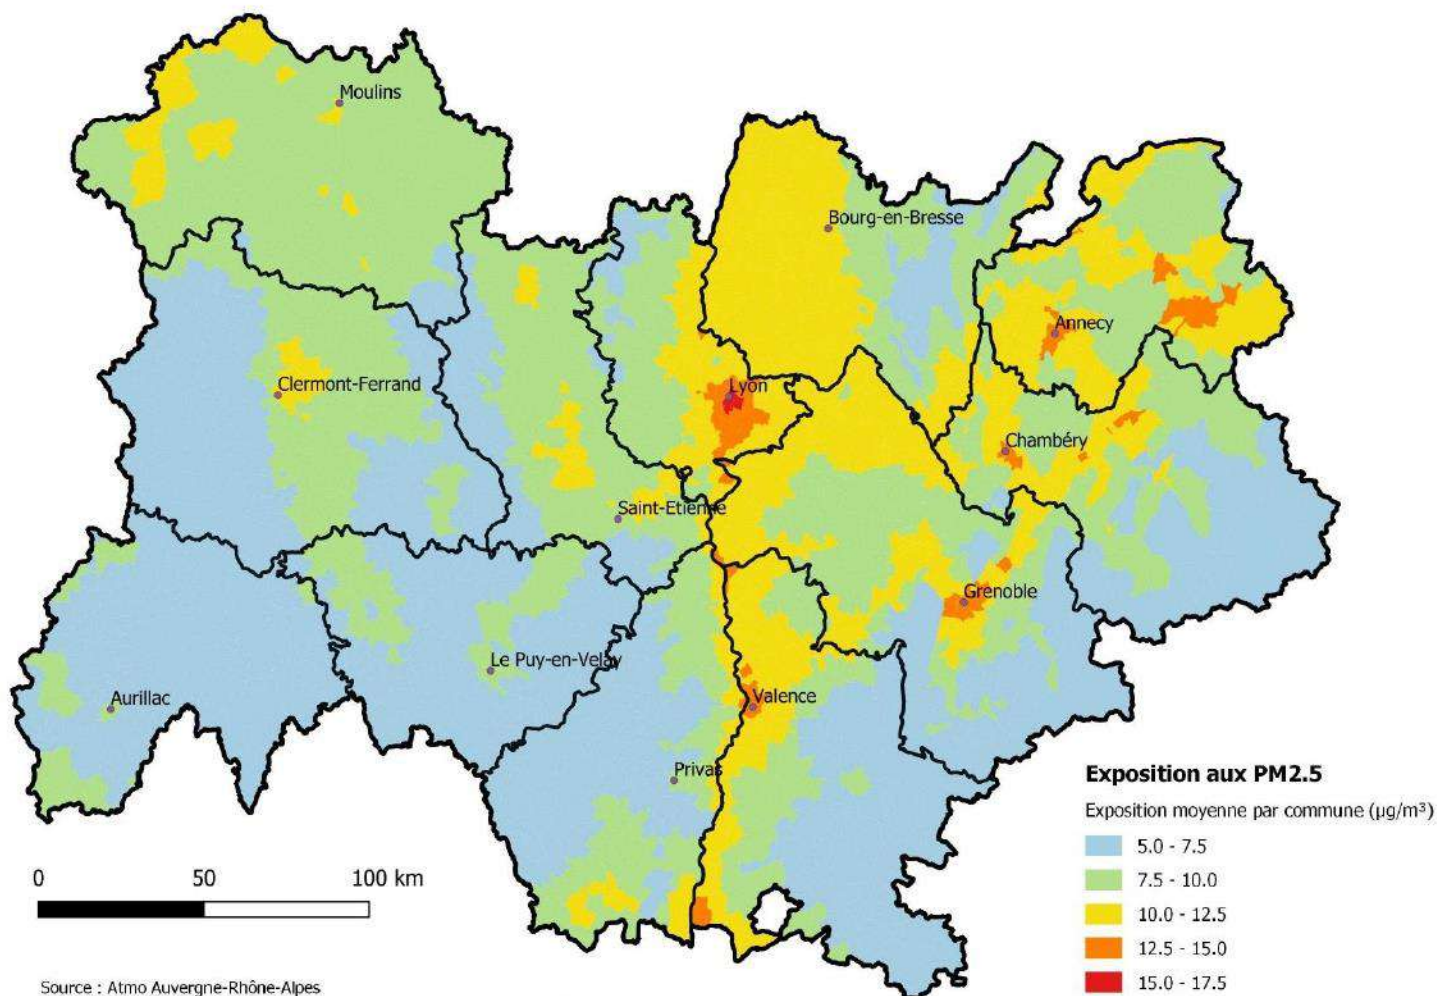 Moulins
Bourg-en-Bresse
Annecy
Clermont-Ferrand
Lyon
Chambéry
Saint-Etienne
Grenoble
Le Puy-en-Velay
Aurillac
Valence
Privas
Exposition aux PM2.5
Exposition moyenne par commune (µg/m³)
5.0 - 7.5
7.5 - 10.0
10.0 - 12.5
12.5 - 15.0
15.0 - 17.5
0 50 100 km
Source : Atmo Auvergne-Rhône-Alpes